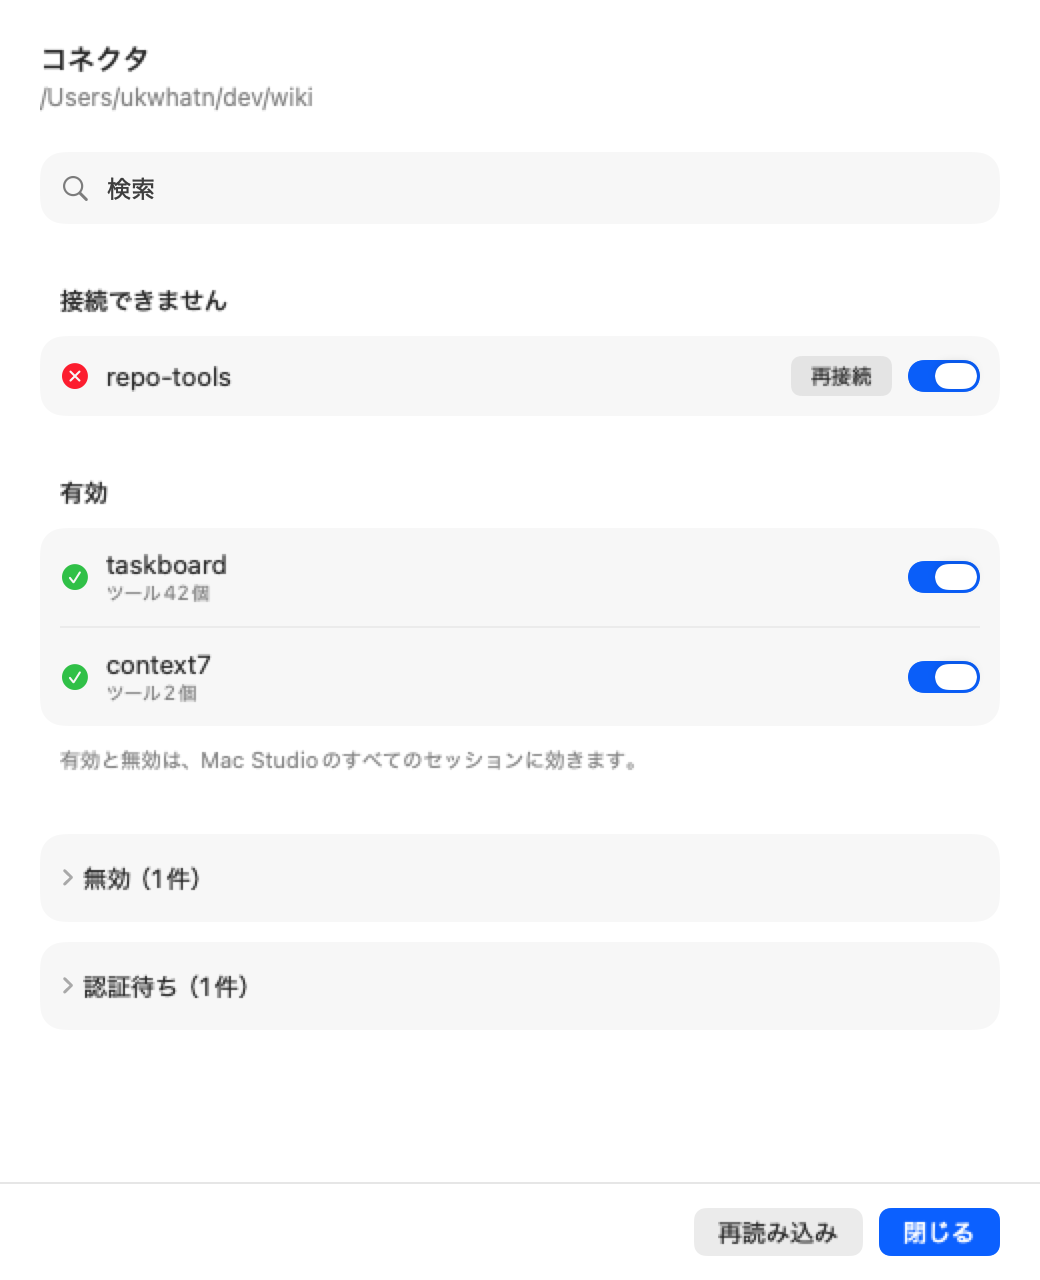 コネクタ
/Users/ukwhatn/dev/wiki
検索
接続できません
repo-tools
再接続
有効
taskboard
ツール42個
context7
ツール2個
有効と無効は、Mac Studioのすべてのセッションに効きます。
無効（1件）
認証待ち（1件）
再読み込み
閉じる